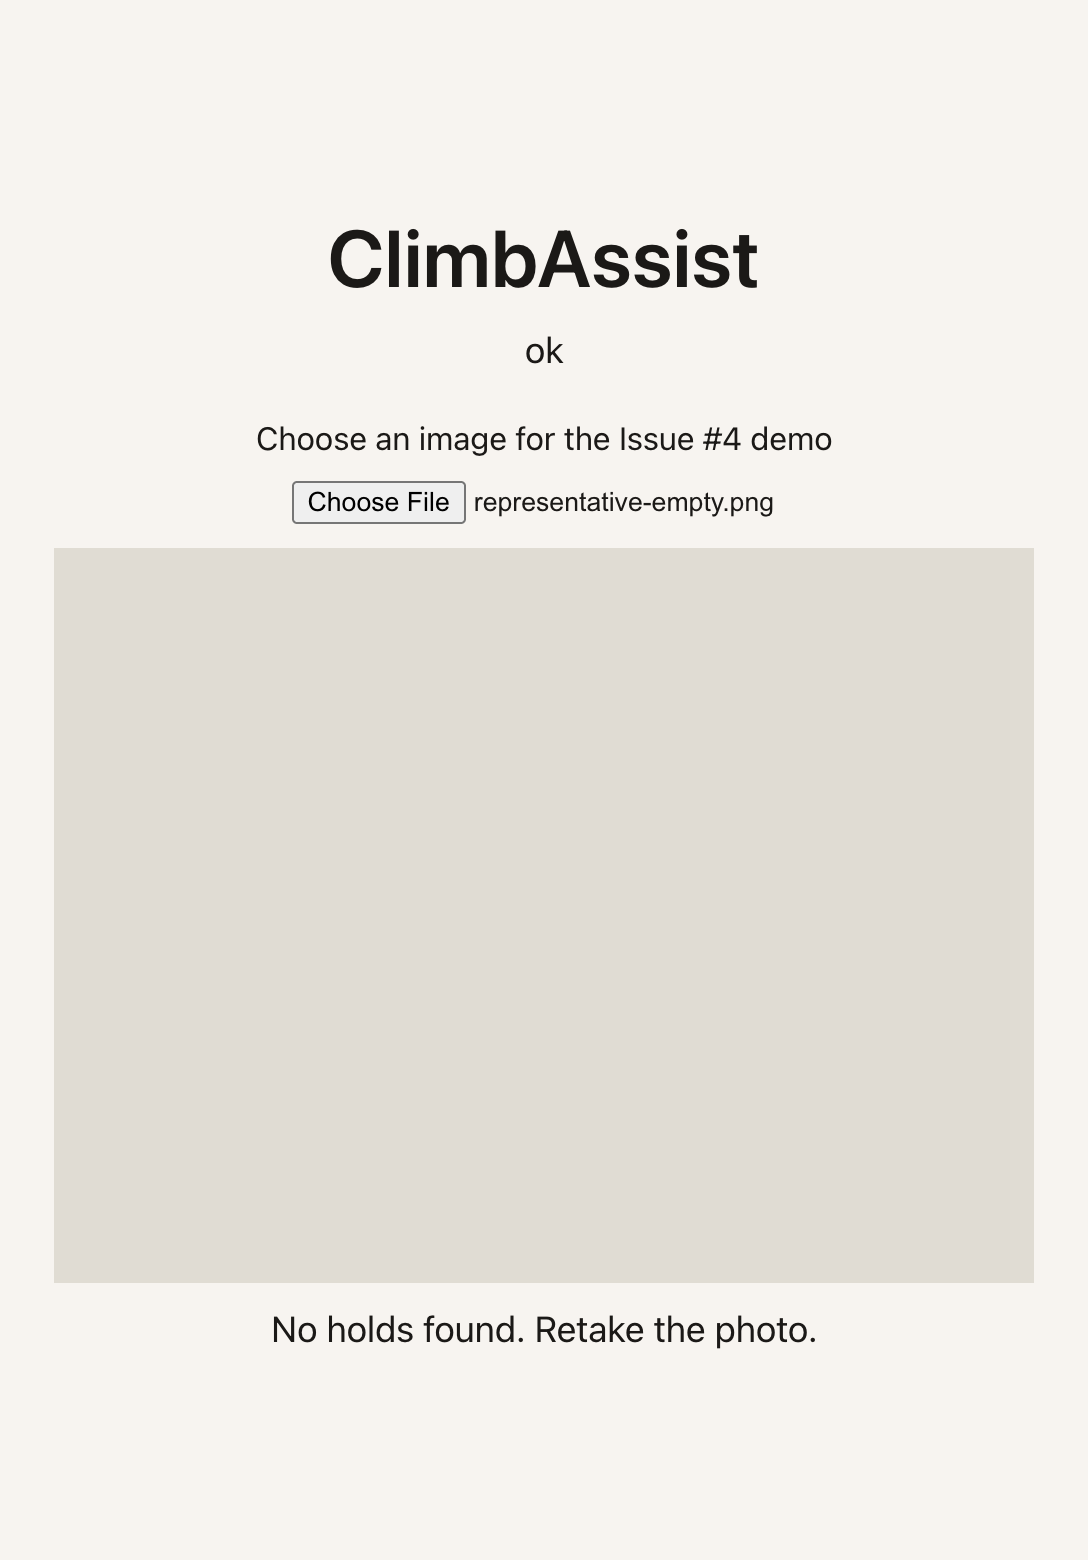 ClimbAssist
ok
Choose an image for the Issue #4 demo
Choose File representative-empty.png
No holds found. Retake the photo.